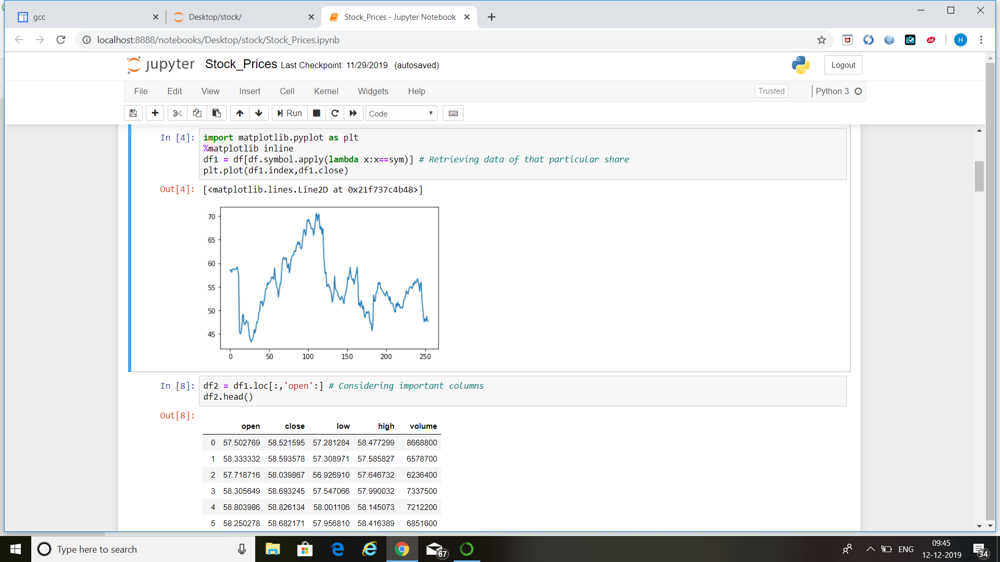 gcc
Desktop/stock/
Stock_Prices - Jupyter Notebook
localhost:8888/notebooks/Desktop/stock/Stock_Prices.ipynb
Ask
H
jupyter Stock_Prices Last Checkpoint: 11/29/2019 (autosaved)
Logout
File Edit View Insert Cell Kernel Widgets Help
Trusted
Python 3
Run
Code
In [4]:
import matplotlib.pyplot as plt
%matplotlib inline
df1 = df[df.symbol.apply(lambda x:x==sym)] # Retrieving data of that particular share
plt.plot(df1.index,df1.close)
Out[4]: [<matplotlib.lines.Line2D at 0x21f737c4b48>]
70
65
60
55
50
45
0 50 100 150 200 250
In [8]:
df2 = df1.loc[:,'open':] # Considering important columns
df2.head()
Out[8]:
open close low high volume
0 57.502769 58.521595 57.281284 58.477299 8668800
1 58.333332 58.593578 57.308971 57.585827 6578700
2 57.718716 58.039867 56.926910 57.646732 6236400
3 58.305649 58.693245 57.547066 57.990032 7337500
4 58.803986 58.826134 58.001106 58.145073 7212200
5 58.250278 58.682171 57.956810 58.416389 6851600
Type here to search
67
ENG
09:45
12-12-2019
34